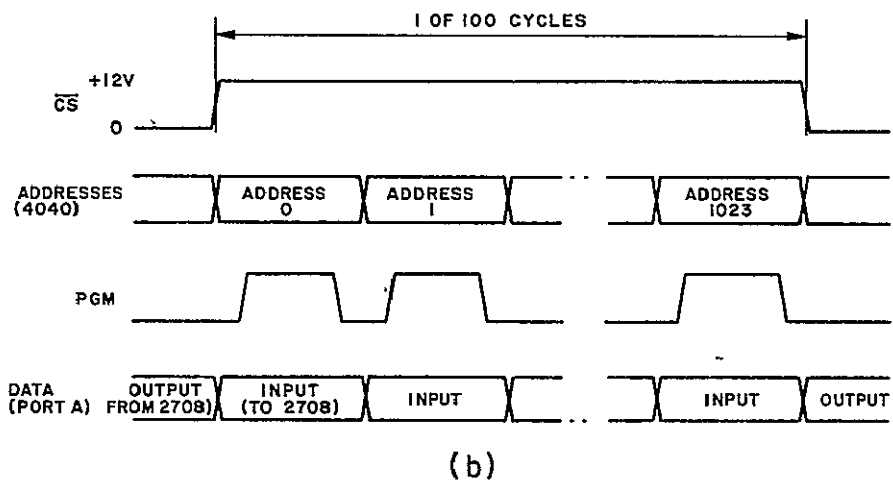 1 OF 100 CYCLES
+12V
CS
0
ADDRESSES
(4040)
ADDRESS
0
ADDRESS
1
ADDRESS
1023
PGM
DATA
(PORT A)
OUTPUT
FROM 2708)
INPUT
(TO 2708)
INPUT
INPUT
OUTPUT
(b)